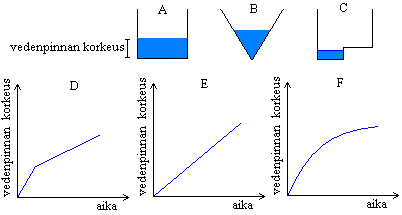 A
B
C
vedenpinnan korkeus
D
E
F
vedenpinnan korkeus
vedenpinnan korkeus
vedenpinnan korkeus
aika
aika
aika